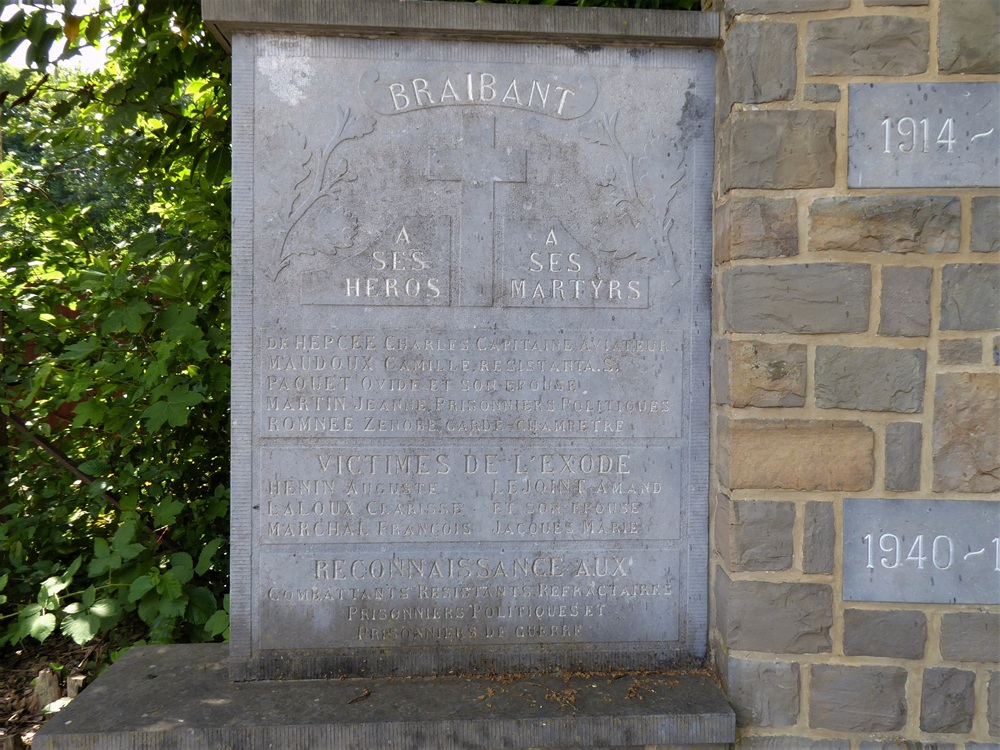 BRAIBANT
A
SES
HEROS
A
SES
MARTYRS
DE HEPCEE CHARLES CAPITAINE AVIATEUR
MAUDOUX CAMILLE RESISTANT A.S.
PAQUET OVIDE ET SON EPOUSE
MARTIN JEANNE PRISONNIERS POLITIQUES
ROMNEE ZENOBE GARDE-CHAMPETRE
VICTIMES DE L'EXODE
HENIN AUGUSTE
LALOUX CLARISSE
MARCHAL FRANÇOIS
LEJOINT AMAND
ET SON EPOUSE
JACQUES MARIE
RECONNAISSANCE AUX
COMBATTANTS RESISTANTS REFRACTAIRES
PRISONNIERS POLITIQUES ET
PRISONNIERS DE GUERRE
1914 ~
1940 ~ 1